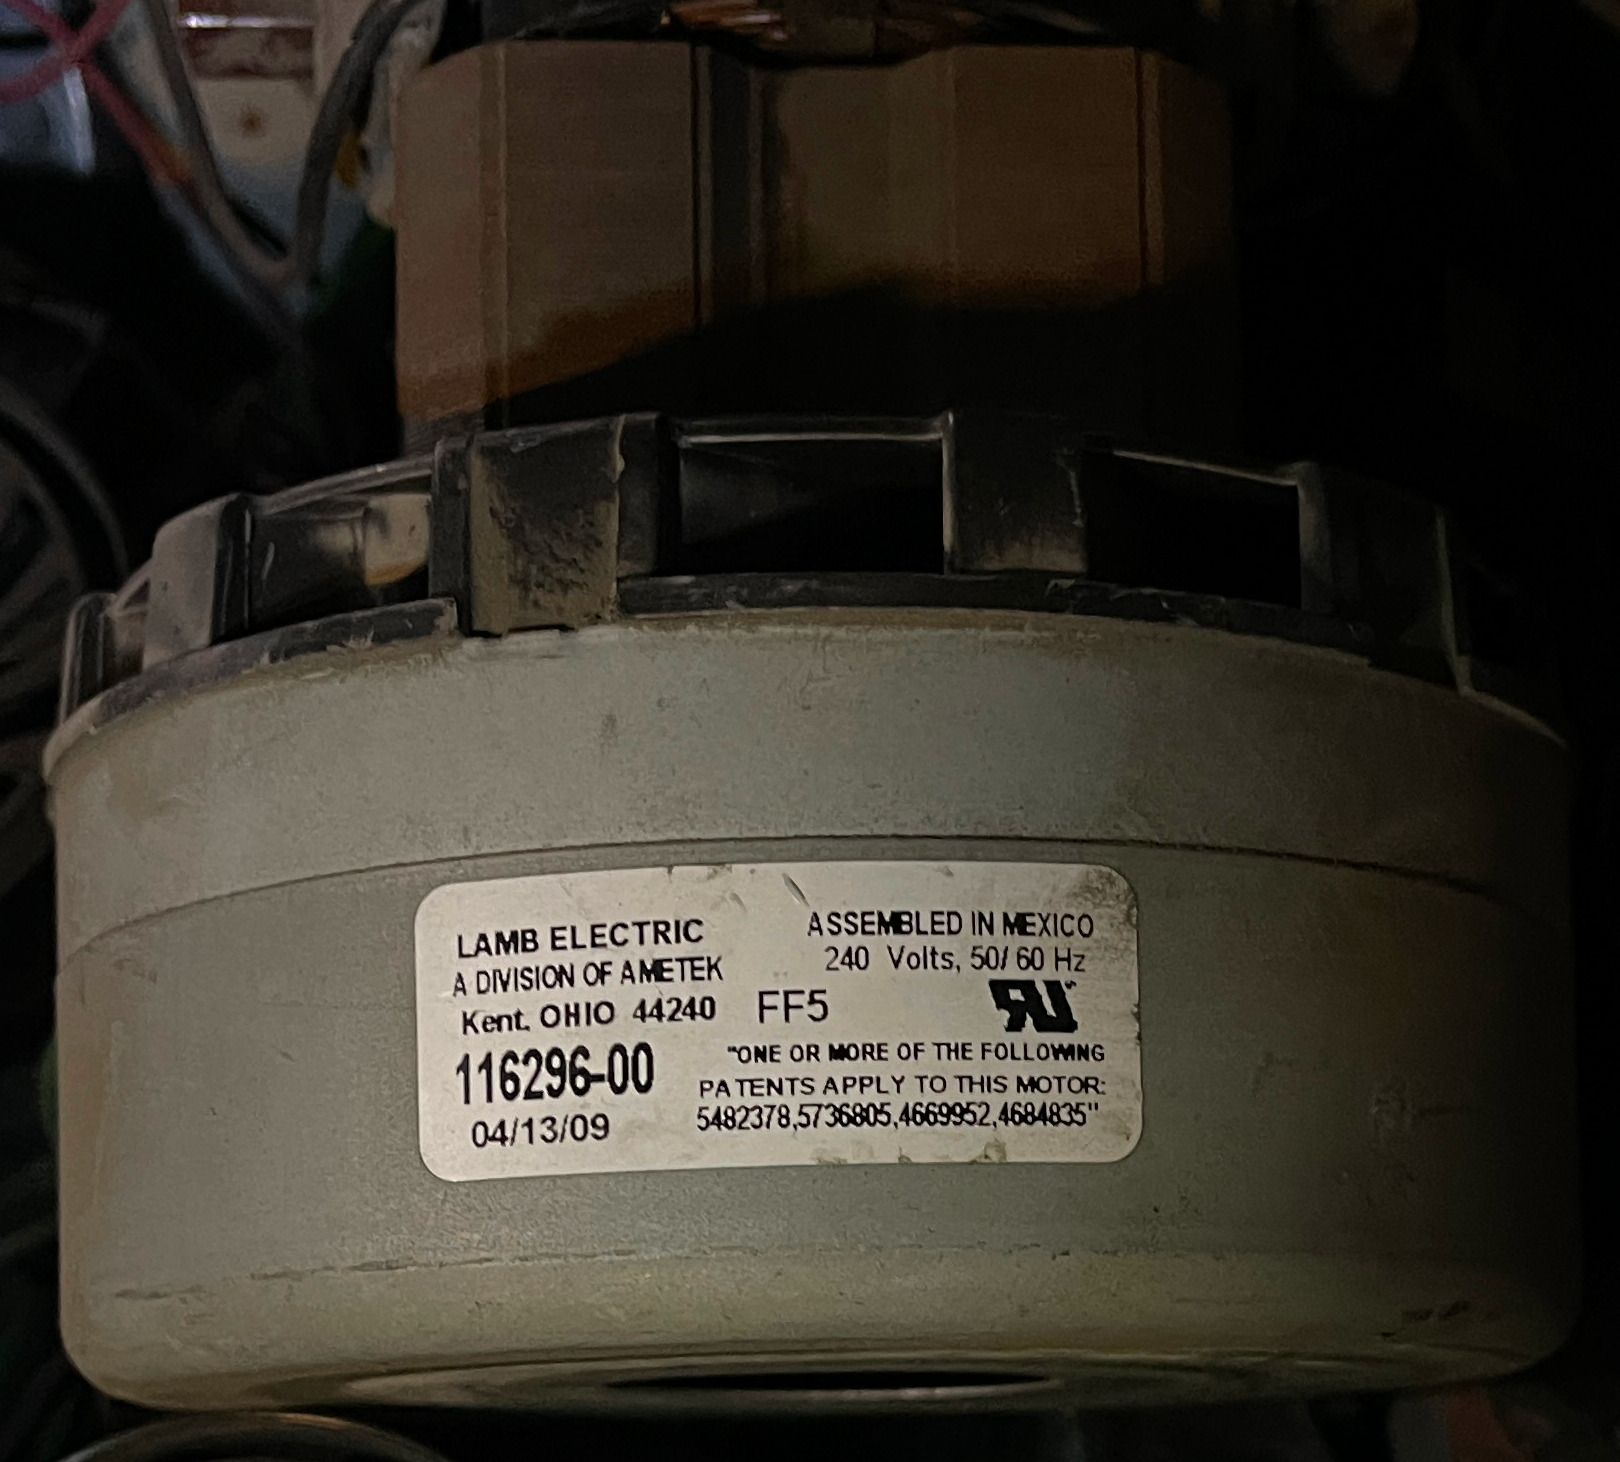 LAMB ELECTRIC
A DIVISION OF AMETEK
Kent, OHIO 44240 FF5
116296-00
04/13/09
ASSEMBLED IN MEXICO
240 Volts, 50/60 Hz
"ONE OR MORE OF THE FOLLOWING
PATENTS APPLY TO THIS MOTOR:
5482378,5736805,4669952,4684835"